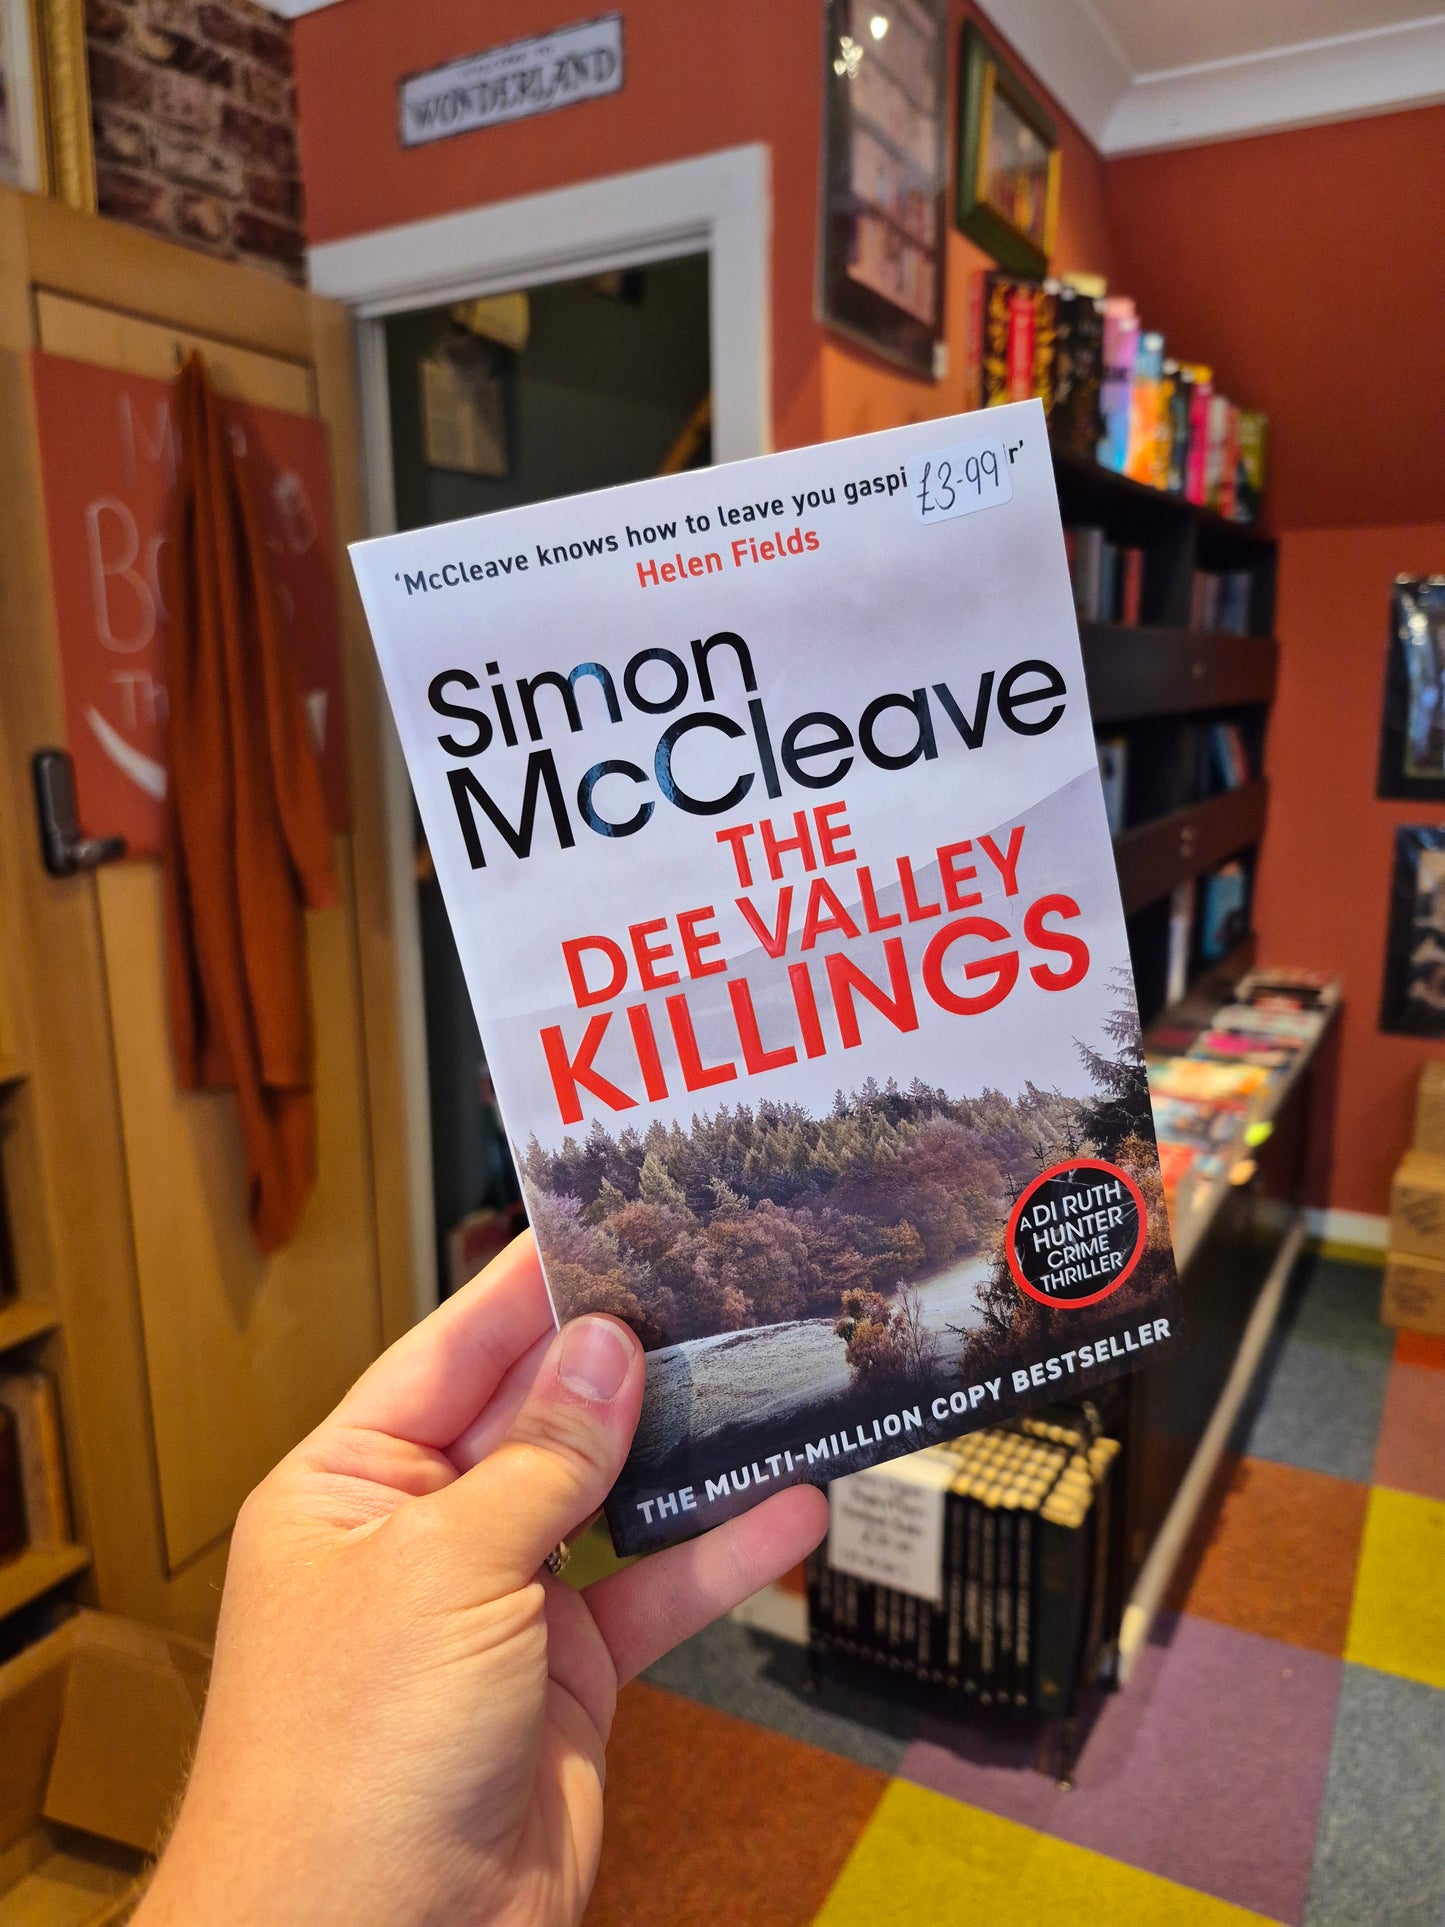 WONDERLAND
'McCleave knows how to leave you gaspi £3-99 r'
Helen Fields
Simon
McCleave
THE
DEE VALLEY
KILLINGS
A DI RUTH
HUNTER
CRIME
THRILLER
THE MULTI-MILLION COPY BESTSELLER